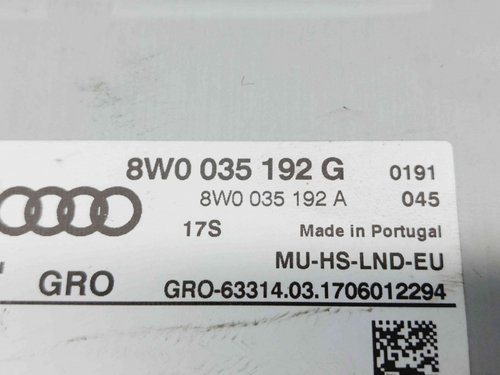 8W0 035 192 G 0191
8W0 035 192 A 045
17S Made in Portugal
MU-HS-LND-EU
GRO GRO-63314.03.1706012294